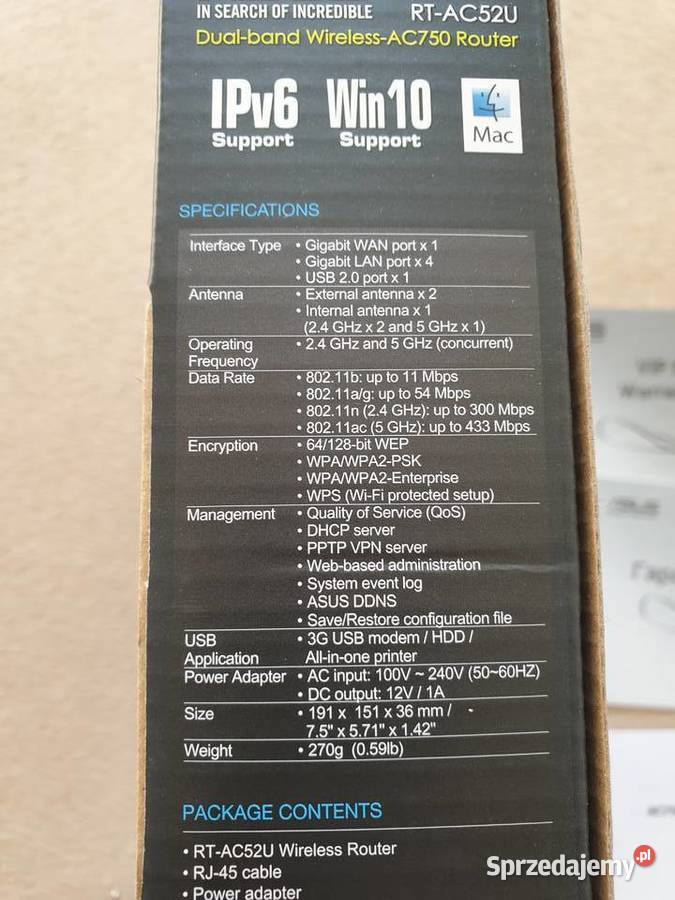 IN SEARCH OF INCREDIBLE RT-AC52U
Dual-band Wireless-AC750 Router
IPv6 Support
Win10 Support
Mac
SPECIFICATIONS
Interface Type • Gigabit WAN port x 1
• Gigabit LAN port x 4
• USB 2.0 port x 1
Antenna • External antenna x 2
• Internal antenna x 1
(2.4 GHz x 2 and 5 GHz x 1)
Operating • 2.4 GHz and 5 GHz (concurrent)
Frequency
Data Rate • 802.11b: up to 11 Mbps
• 802.11a/g: up to 54 Mbps
• 802.11n (2.4 GHz): up to 300 Mbps
• 802.11ac (5 GHz): up to 433 Mbps
Encryption • 64/128-bit WEP
• WPA/WPA2-PSK
• WPA/WPA2-Enterprise
• WPS (Wi-Fi protected setup)
Management • Quality of Service (QoS)
• DHCP server
• PPTP VPN server
• Web-based administration
• System event log
• ASUS DDNS
• Save/Restore configuration file
USB • 3G USB modem / HDD /
Application All-in-one printer
Power Adapter • AC input: 100V ~ 240V (50~60HZ)
• DC output: 12V / 1A
Size • 191 x 151 x 36 mm /
7.5" x 5.71" x 1.42"
Weight • 270g (0.59lb)
PACKAGE CONTENTS
• RT-AC52U Wireless Router
• RJ-45 cable
• Power adapter
VIP
ASUS
Sprzedajemy.pl